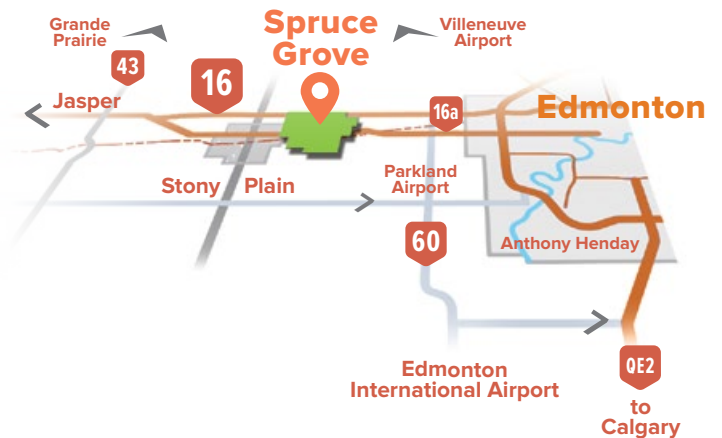 Grande
Prairie
Spruce
Grove
Villeneuve
Airport
43
16
Jasper
16a
Edmonton
Stony Plain
Parkland
Airport
60
Anthony Henday
Edmonton
International Airport
QE2
to
Calgary